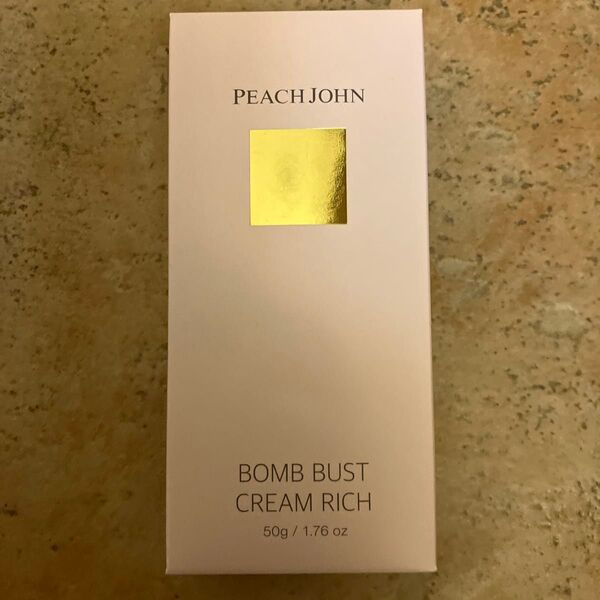 PEACH JOHN
BOMB BUST
CREAM RICH
50g / 1.76 oz